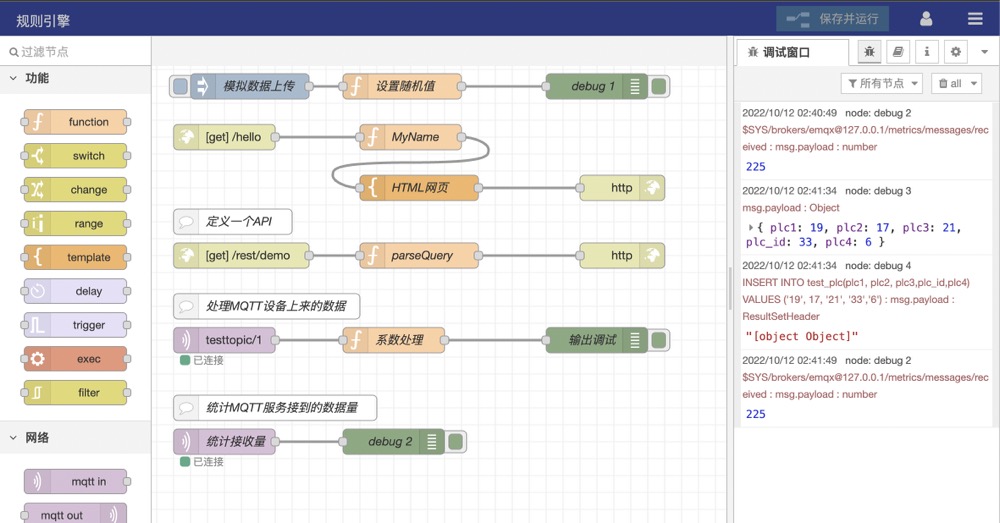 规则引擎
保存并运行
过滤节点
功能
function
switch
change
range
template
delay
trigger
exec
filter
网络
mqtt in
mqtt out
模拟数据上传
设置随机值
debug 1
[get] /hello
MyName
HTML网页
http
定义一个API
[get] /rest/demo
parseQuery
http
处理MQTT设备上来的数据
testtopic/1
系数处理
输出调试
已连接
统计MQTT服务接到的数据量
统计接收量
debug 2
已连接
调试窗口
所有节点
all
2022/10/12 02:40:49 node: debug 2
$SYS/brokers/emqx@127.0.0.1/metrics/messages/rec
eived : msg.payload : number
225
2022/10/12 02:41:34 node: debug 3
msg.payload : Object
{ plc1: 19, plc2: 17, plc3: 21,
plc_id: 33, plc4: 6 }
2022/10/12 02:41:34 node: debug 4
INSERT INTO test_plc(plc1, plc2, plc3,plc_id,plc4)
VALUES ('19', 17, '21', '33','6') : msg.payload :
ResultSetHeader
"[object Object]"
2022/10/12 02:41:49 node: debug 2
$SYS/brokers/emqx@127.0.0.1/metrics/messages/rec
eived : msg.payload : number
225